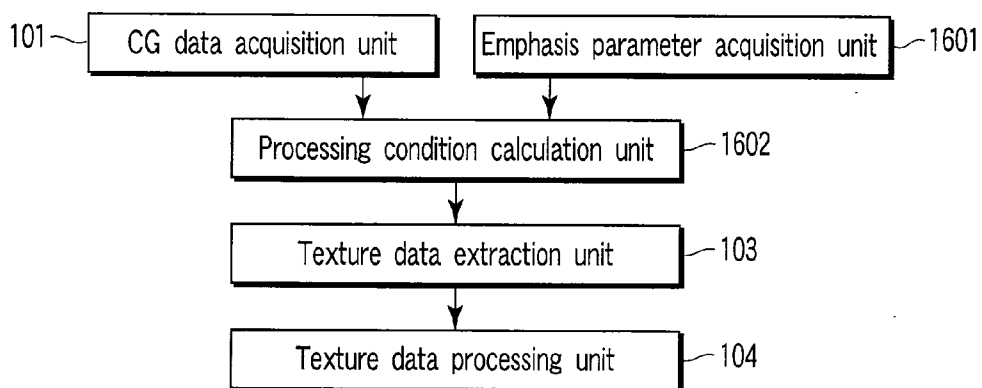 101
CG data acquisition unit
Emphasis parameter acquisition unit
1601
Processing condition calculation unit
1602
Texture data extraction unit
103
Texture data processing unit
104